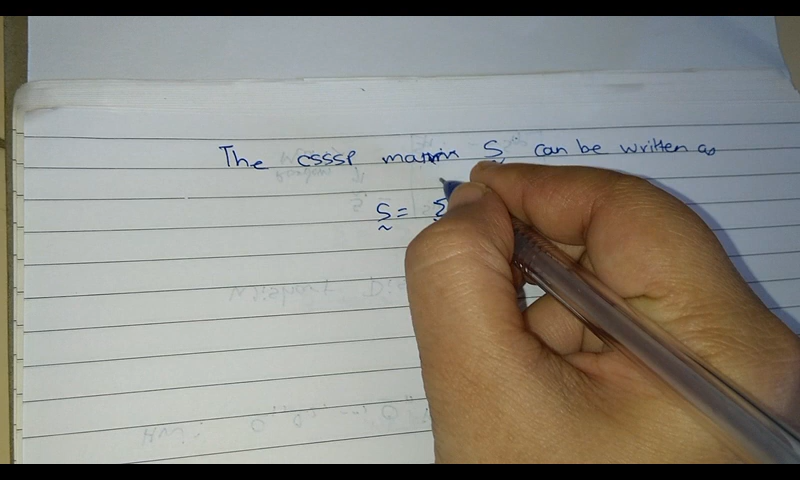 The CSSSP matrix S can be written as
S = Σ